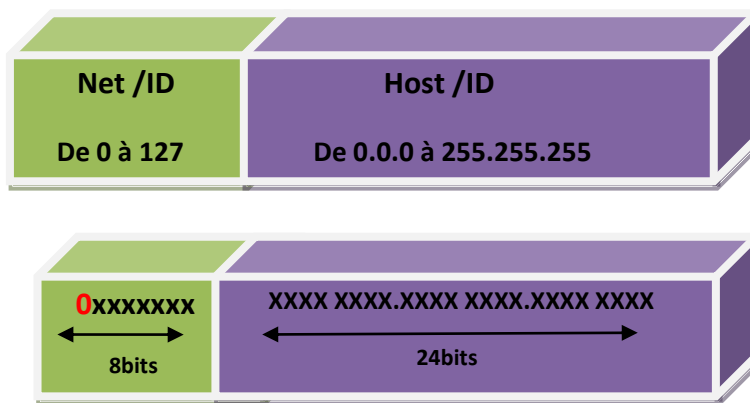 Net /ID Host /ID
De 0 à 127 De 0.0.0 à 255.255.255
0xxxxxxx XXXX XXXX.XXXX XXXX.XXXX XXXX
8bits 24bits